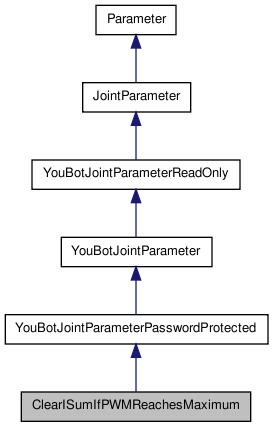 Parameter
JointParameter
YouBotJointParameterReadOnly
YouBotJointParameter
YouBotJointParameterPasswordProtected
ClearISumIfPWMReachesMaximum